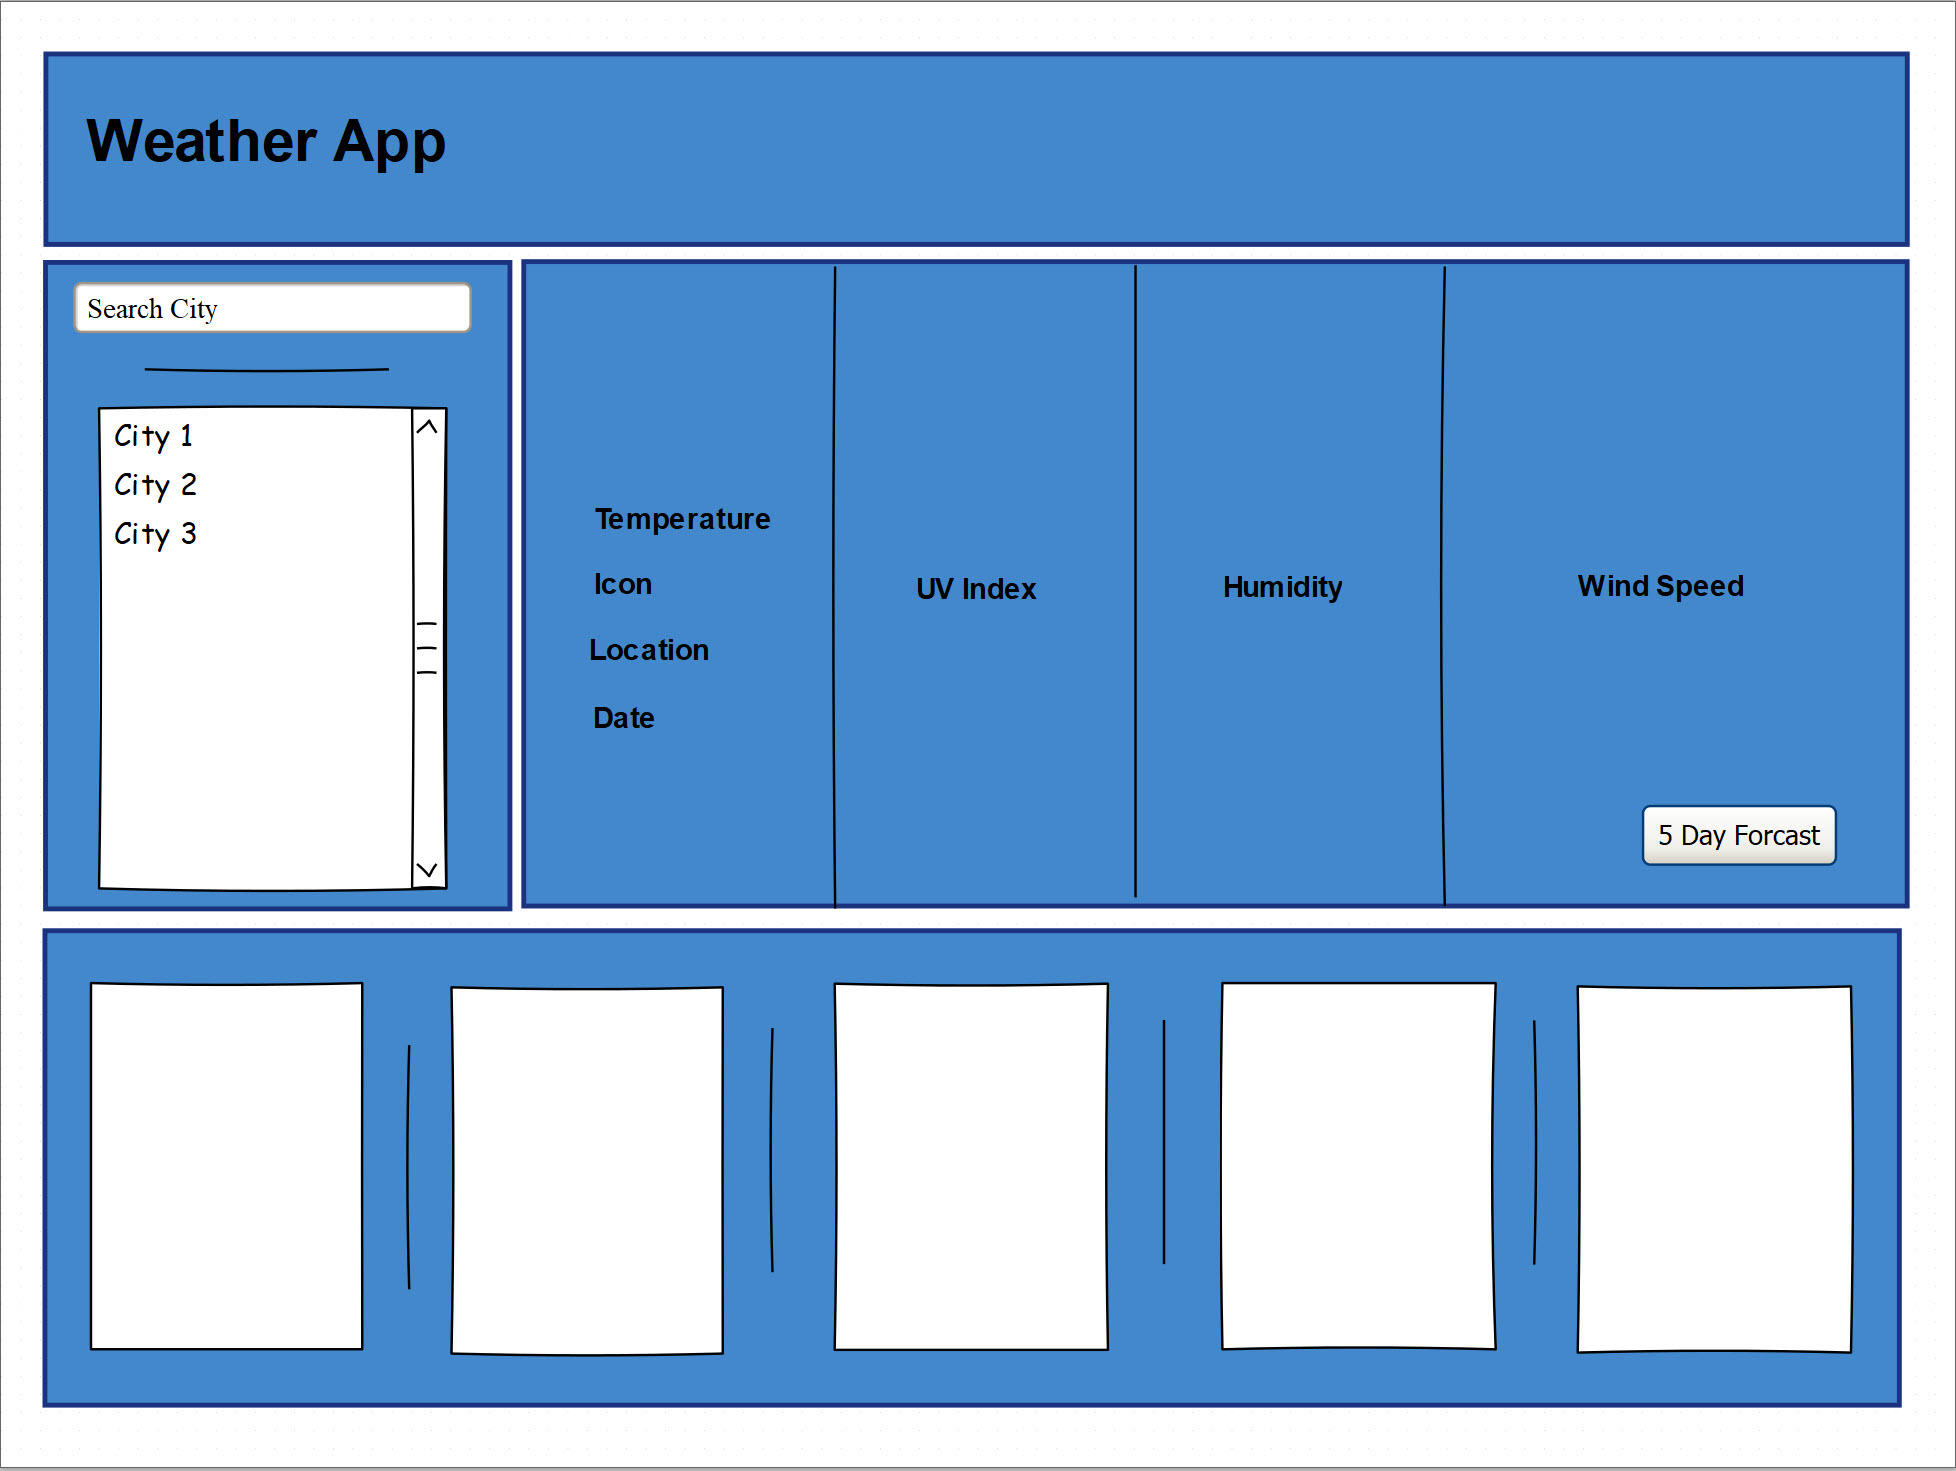 Weather App
Search City
City 1
City 2
City 3
Temperature
Icon
Location
Date
UV Index
Humidity
Wind Speed
5 Day Forcast